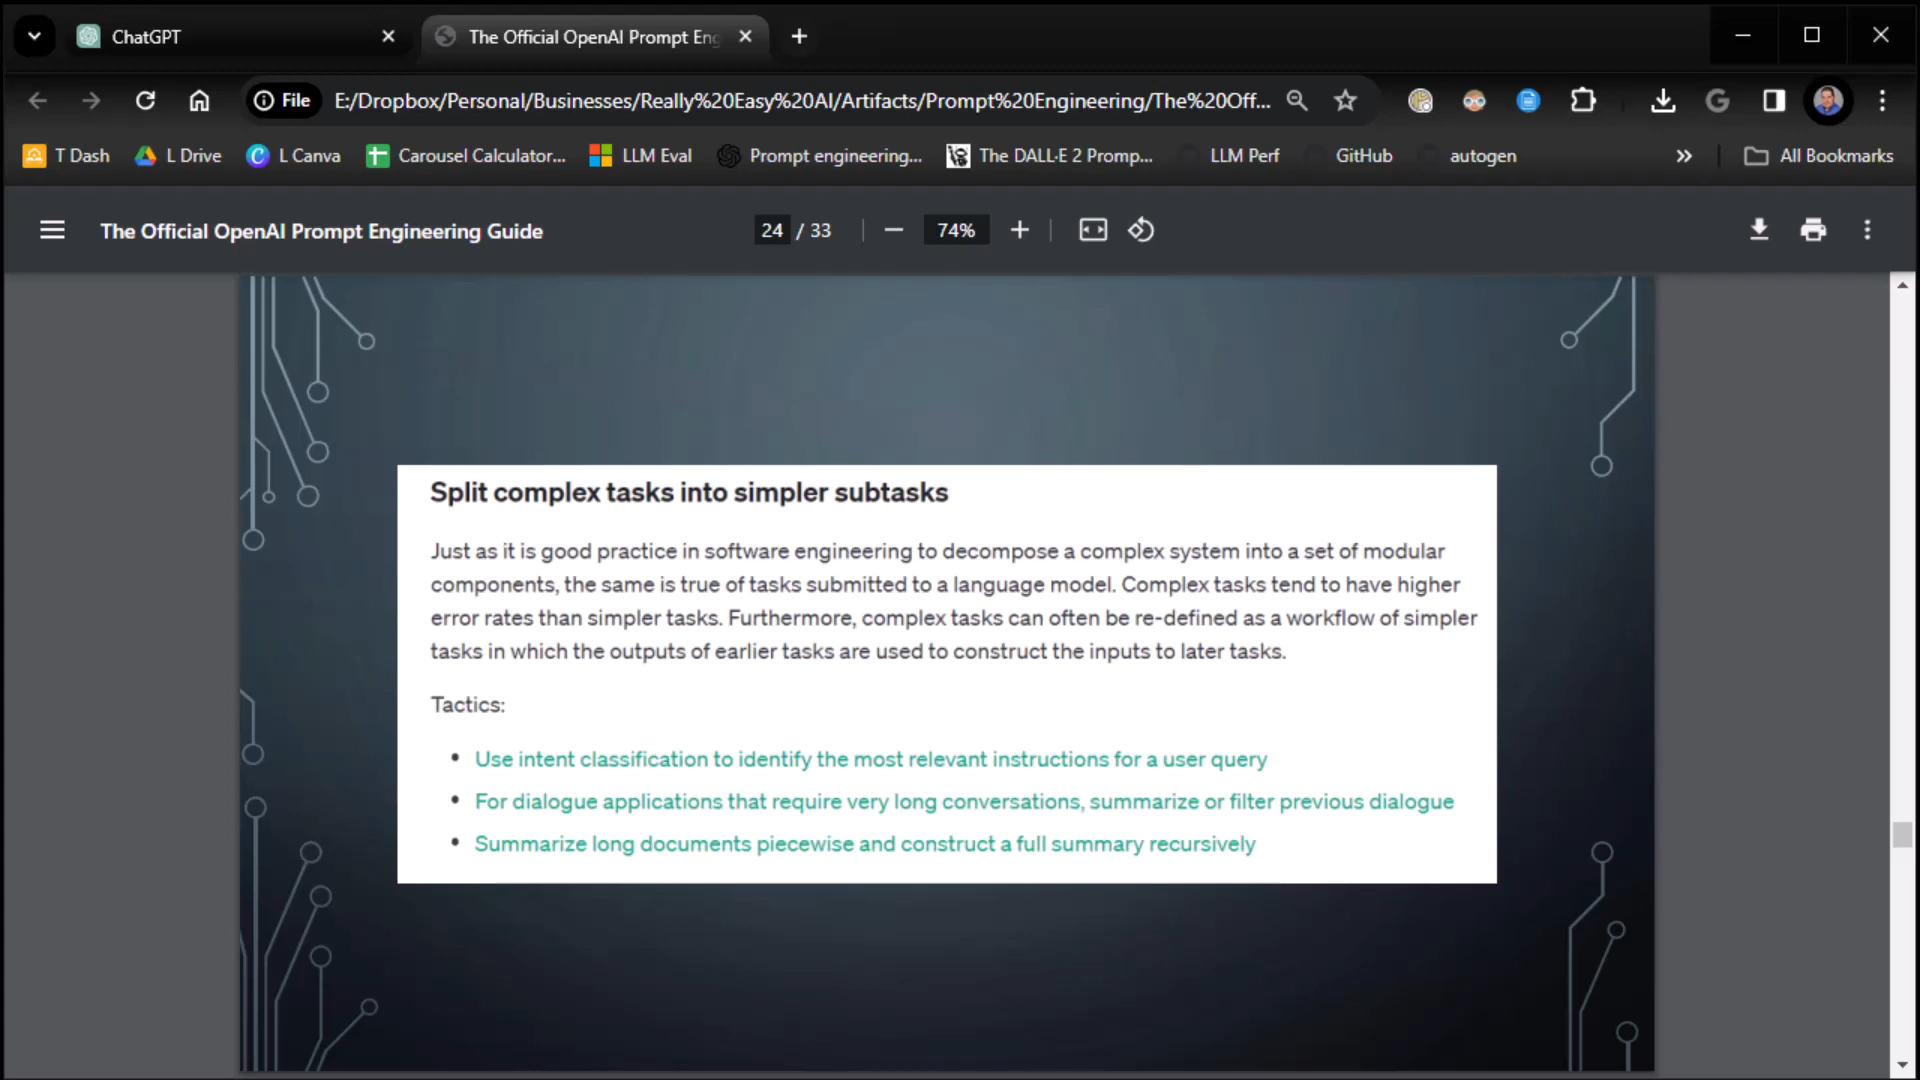 ChatGPT
The Official OpenAI Prompt Eng
File
E:/Dropbox/Personal/Businesses/Really%20Easy%20AI/Artifacts/Prompt%20Engineering/The%20Off...
T Dash
L Drive
L Canva
Carousel Calculator...
LLM Eval
Prompt engineering...
The DALL·E 2 Promp...
LLM Perf
GitHub
autogen
All Bookmarks
The Official OpenAI Prompt Engineering Guide
24 / 33
74%
Split complex tasks into simpler subtasks
Just as it is good practice in software engineering to decompose a complex system into a set of modular
components, the same is true of tasks submitted to a language model. Complex tasks tend to have higher
error rates than simpler tasks. Furthermore, complex tasks can often be re-defined as a workflow of simpler
tasks in which the outputs of earlier tasks are used to construct the inputs to later tasks.
Tactics:
• Use intent classification to identify the most relevant instructions for a user query
• For dialogue applications that require very long conversations, summarize or filter previous dialogue
• Summarize long documents piecewise and construct a full summary recursively